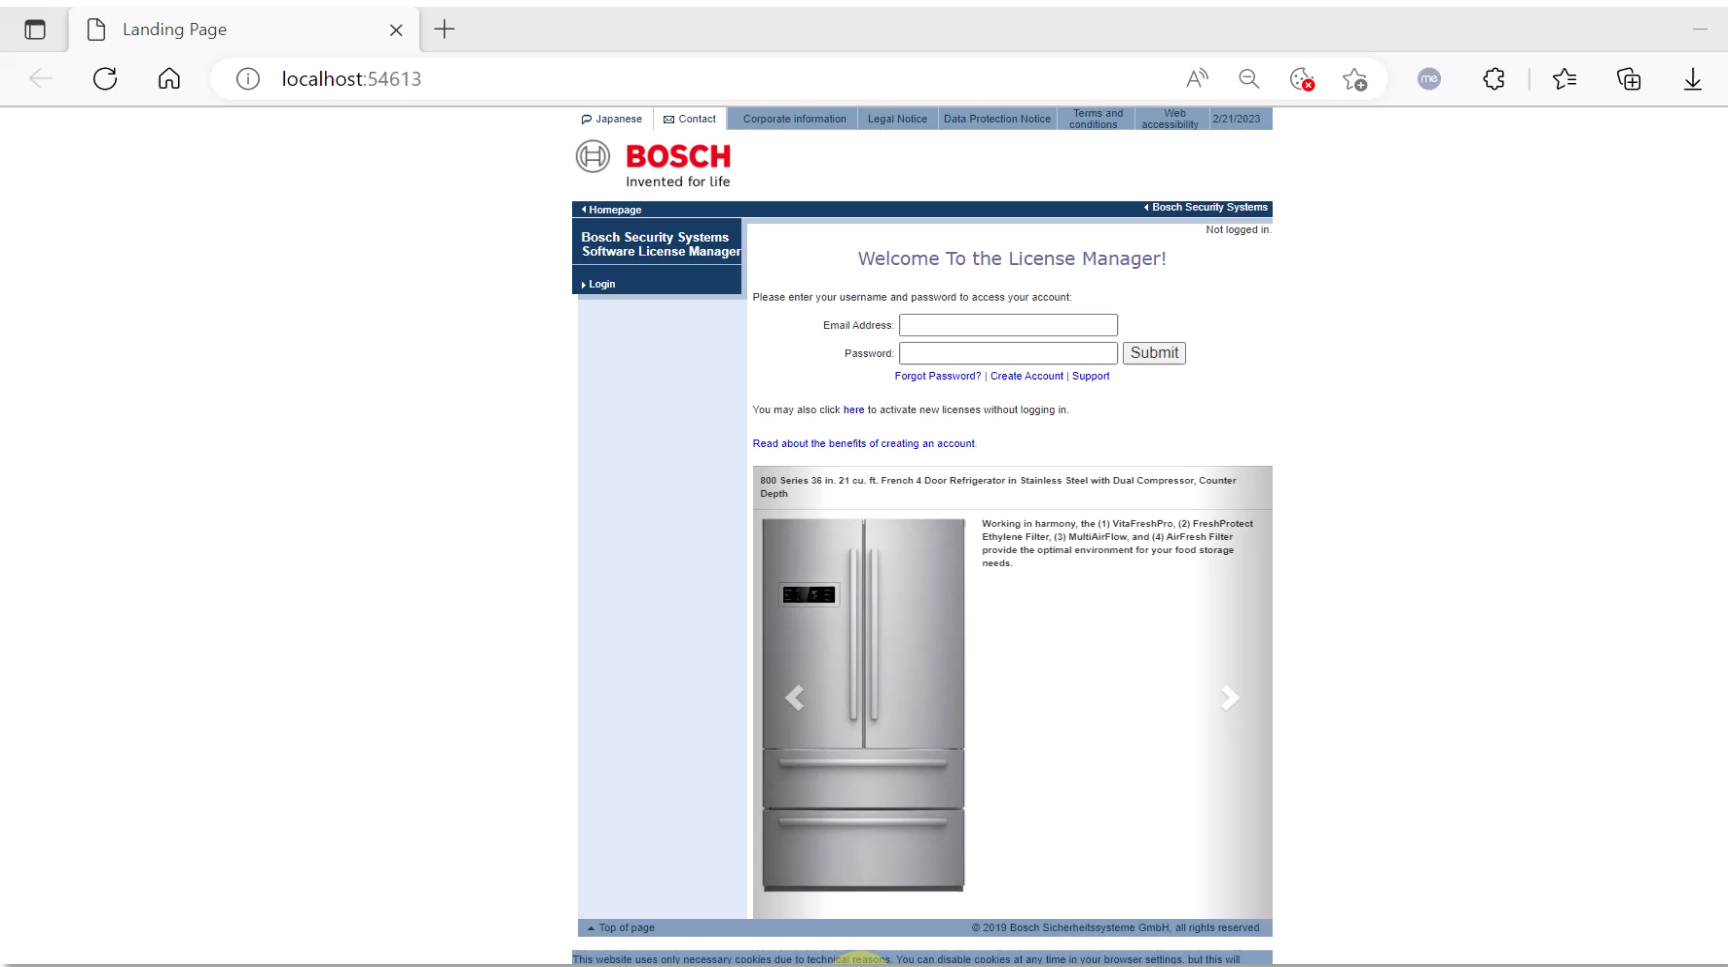 Landing Page
localhost:54613
me
Japanese
Contact
Corporate information
Legal Notice
Data Protection Notice
Terms and
conditions
Web
accessibility
2/21/2023
BOSCH
Invented for life
Homepage
Bosch Security Systems
Bosch Security Systems
Software License Manager
Not logged in.
Login
Welcome To the License Manager!
Please enter your username and password to access your account:
Email Address:
Password:
Submit
Forgot Password? | Create Account | Support
You may also click here to activate new licenses without logging in.
Read about the benefits of creating an account.
800 Series 36 in. 21 cu. ft. French 4 Door Refrigerator in Stainless Steel with Dual Compressor, Counter
Depth
Working in harmony, the (1) VitaFreshPro, (2) FreshProtect
Ethylene Filter, (3) MultiAirFlow, and (4) AirFresh Filter
provide the optimal environment for your food storage
needs.
Top of page
© 2019 Bosch Sicherheitssysteme GmbH, all rights reserved
This website uses only necessary cookies due to technical reasons. You can disable cookies at any time in your browser settings, but this will